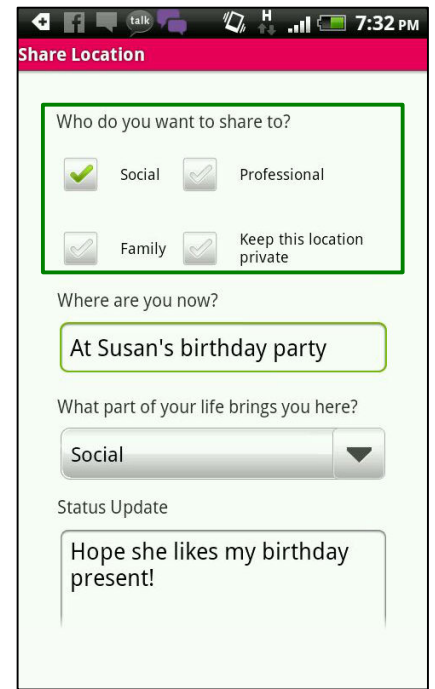 talk H 7:32 PM
Share Location
Who do you want to share to?
Social Professional
Family Keep this location private
Where are you now?
At Susan's birthday party
What part of your life brings you here?
Social
Status Update
Hope she likes my birthday
present!